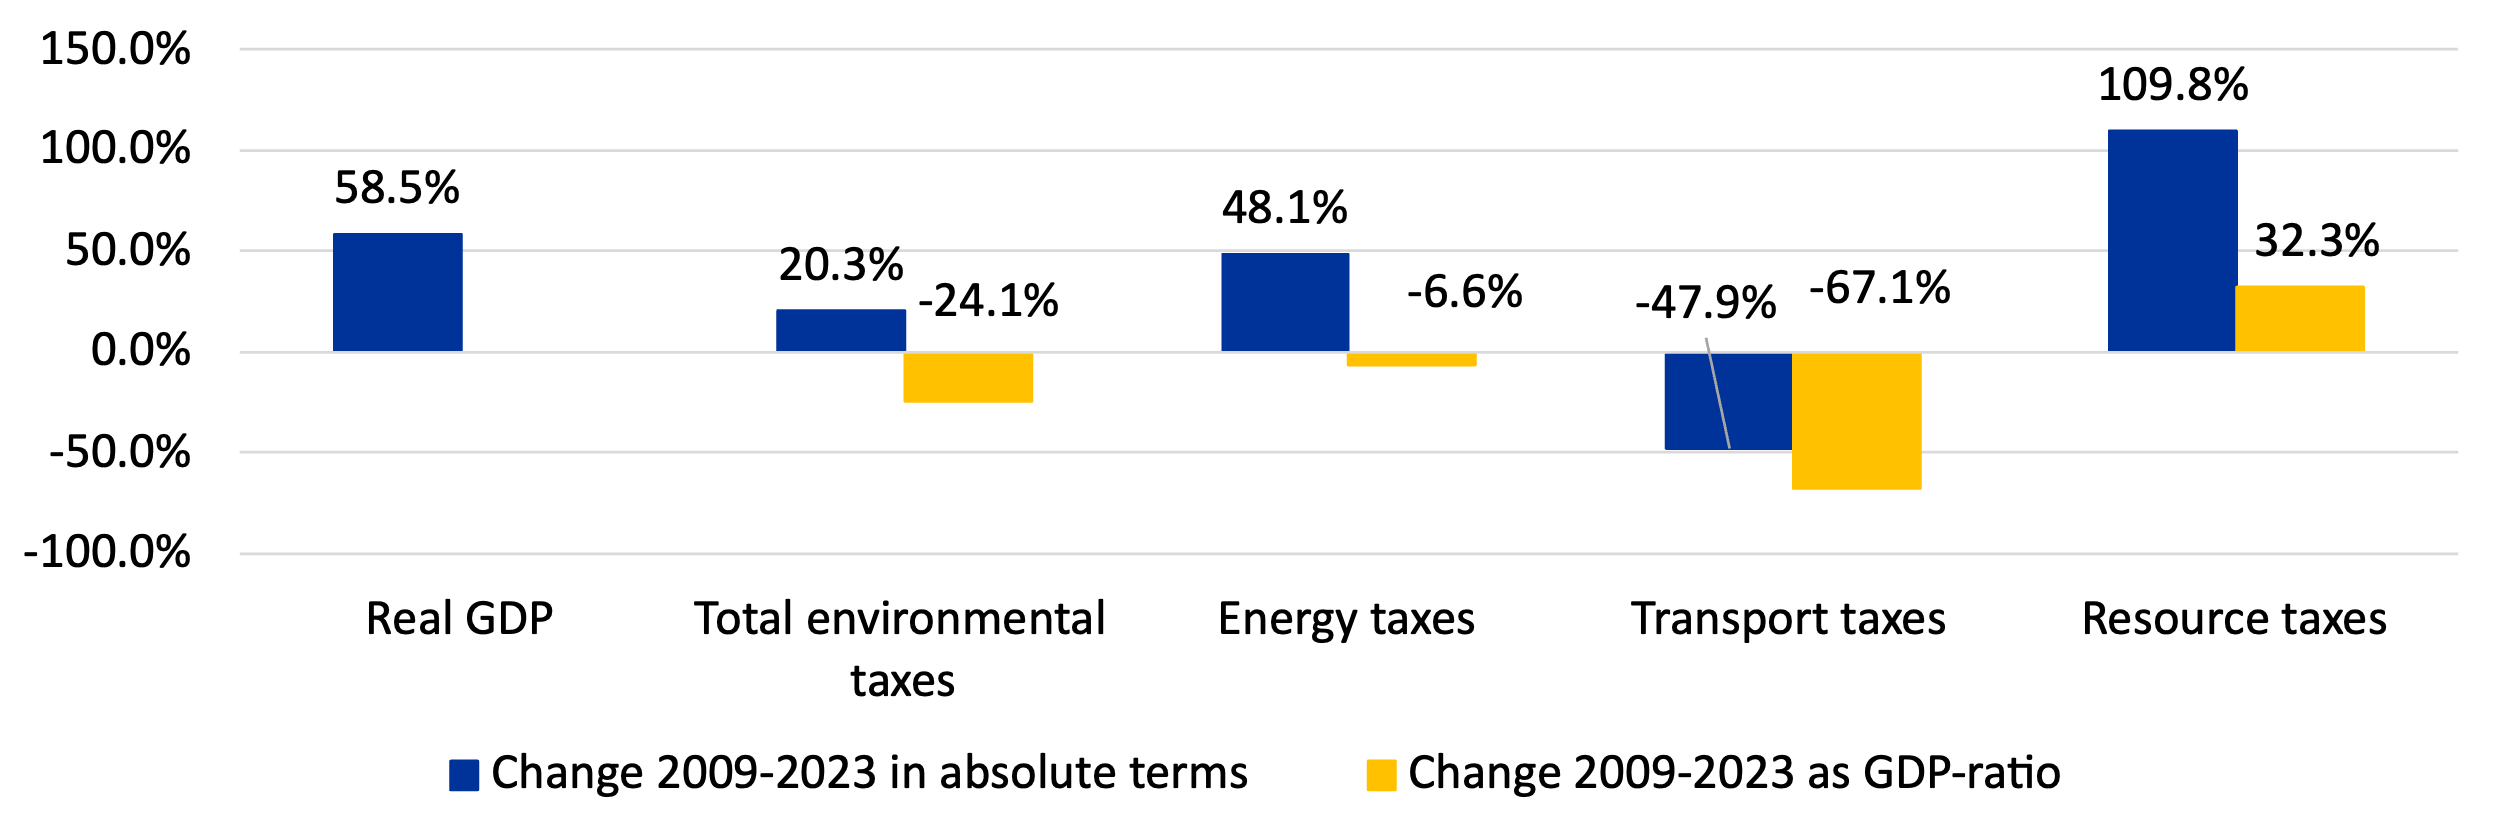 150.0%
100.0%
50.0%
0.0%
-50.0%
-100.0%
58.5%
20.3%
-24.1%
48.1%
-6.6%
-47.9%
-67.1%
109.8%
32.3%
Real GDP
Total environmental
taxes
Energy taxes
Transport taxes
Resource taxes
Change 2009-2023 in absolute terms
Change 2009-2023 as GDP-ratio